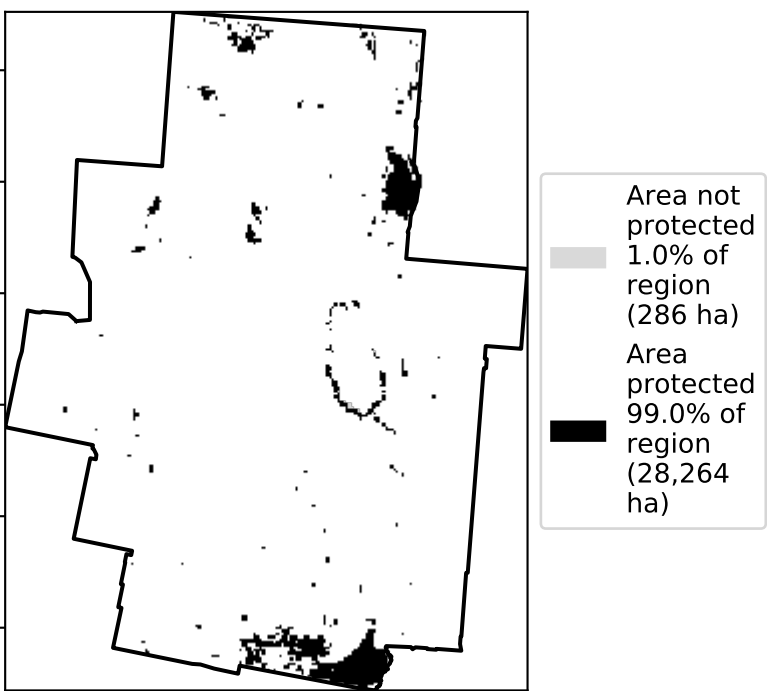 Area not
protected
1.0% of
region
(286 ha)
Area
protected
99.0% of
region
(28,264
ha)